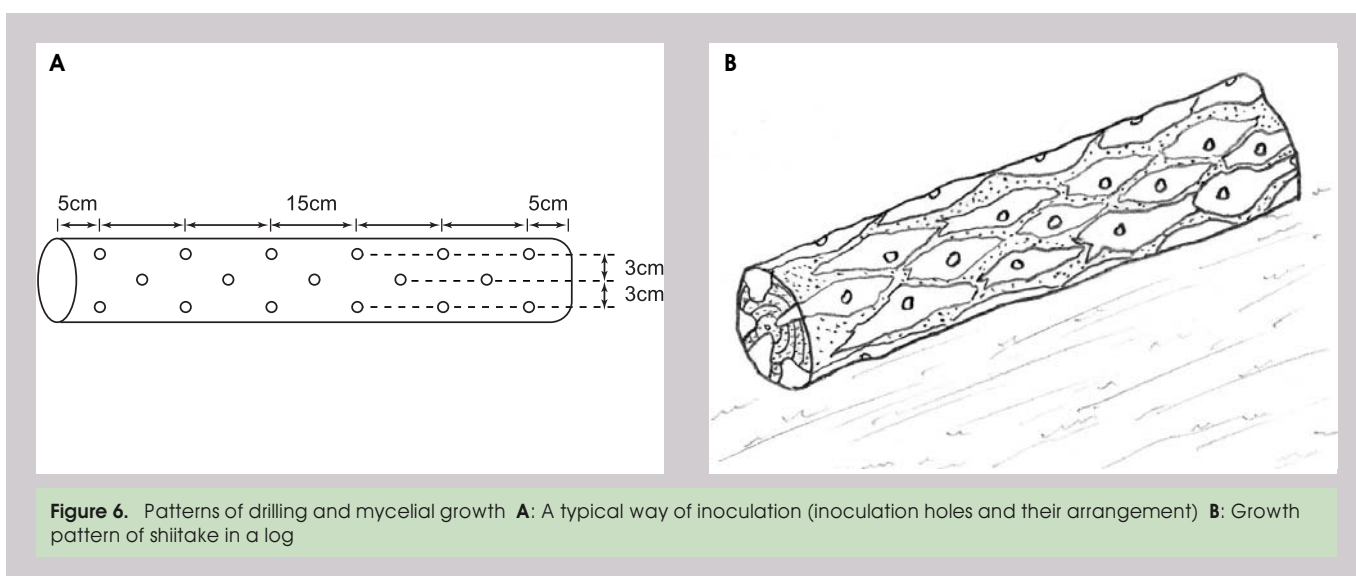 A
5cm 15cm 5cm
3cm
3cm
B
Figure 6. Patterns of drilling and mycelial growth A: A typical way of inoculation (inoculation holes and their arrangement) B: Growth
pattern of shiitake in a log